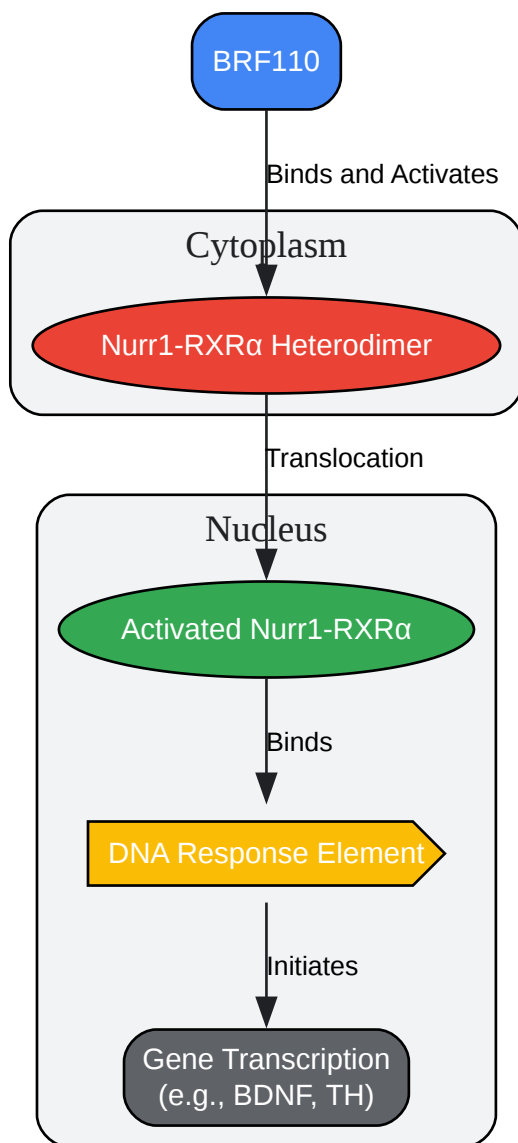 BRF110
Binds and Activates
Cytoplasm
Nurr1-RXRα Heterodimer
Translocation
Nucleus
Activated Nurr1-RXRα
Binds
DNA Response Element
Initiates
Gene Transcription
(e.g., BDNF, TH)